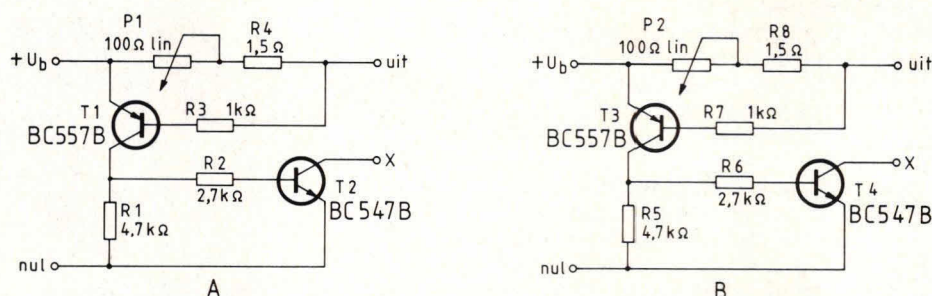 P1
100Ω lin
R4
1,5Ω
+Ub
uit
T1
BC557B
R3 1kΩ
R2
2,7kΩ
X
T2
BC547B
R1
4,7kΩ
nul
A
P2
100Ω lin
R8
1,5Ω
+Ub
uit
T3
BC557B
R7 1kΩ
R6
2,7kΩ
X
T4
BC547B
R5
4,7kΩ
nul
B